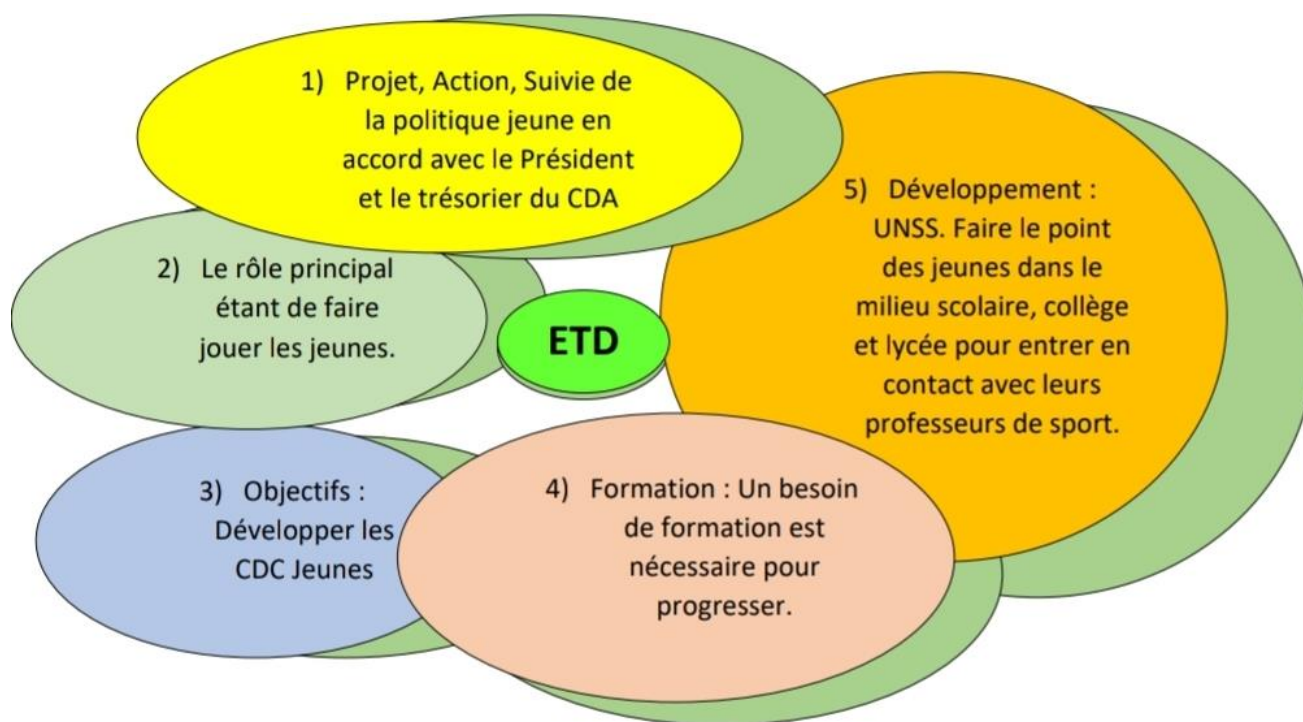 1) Projet, Action, Suivie de
la politique jeune en
accord avec le Président
et le trésorier du CDA
2) Le rôle principal
étant de faire
jouer les jeunes.
ETD
3) Objectifs :
Développer les
CDC Jeunes
4) Formation : Un besoin
de formation est
nécessaire pour
progresser.
5) Développement :
UNSS. Faire le point
des jeunes dans le
milieu scolaire, collège
et lycée pour entrer en
contact avec leurs
professeurs de sport.